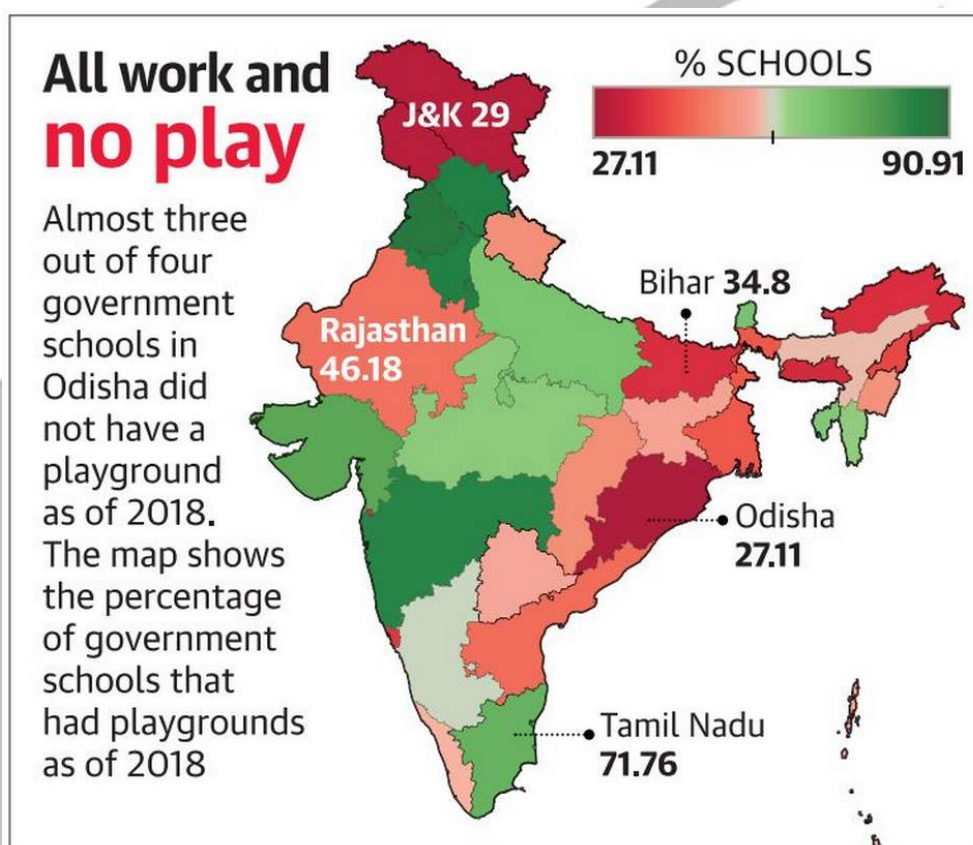 All work and
no play
Almost three
out of four
government
schools in
Odisha did
not have a
playground
as of 2018.
The map shows
the percentage
of government
schools that
had playgrounds
as of 2018
% SCHOOLS
27.11 90.91
J&K 29
Bihar 34.8
Rajasthan
46.18
Odisha
27.11
Tamil Nadu
71.76